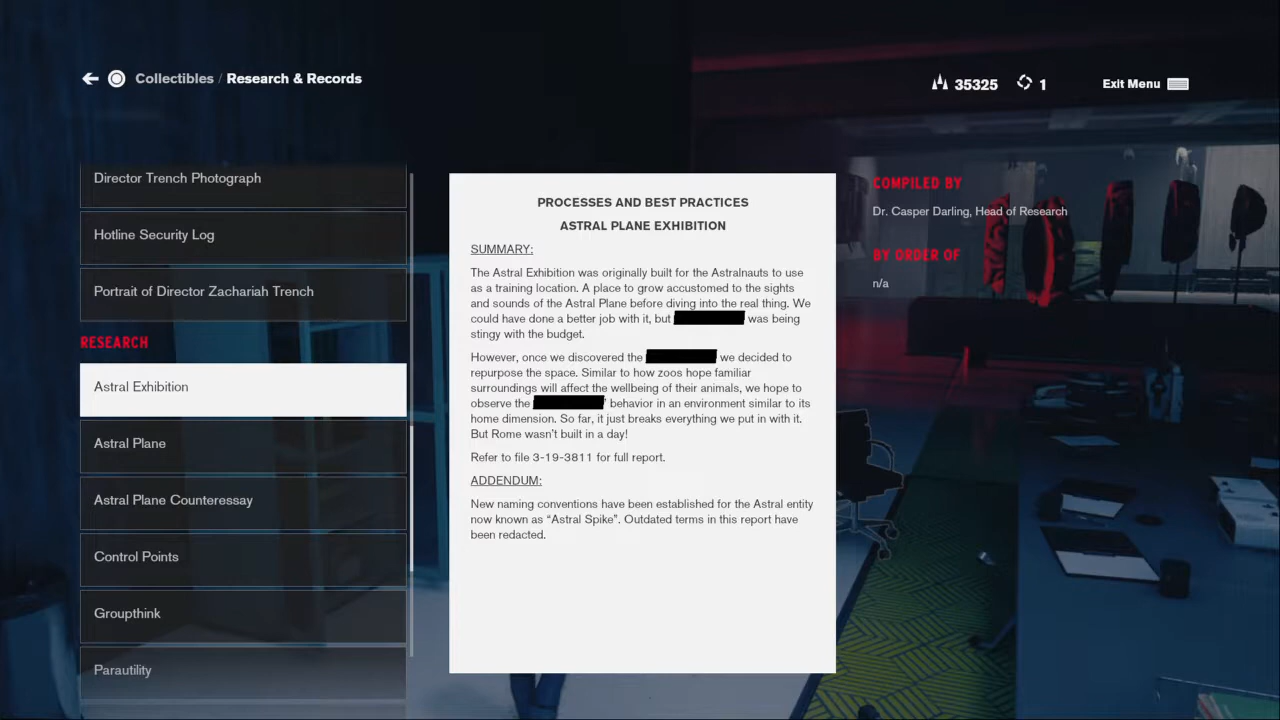 Collectibles / Research & Records
35325
1
Exit Menu
Director Trench Photograph
Hotline Security Log
Portrait of Director Zachariah Trench
RESEARCH
Astral Exhibition
Astral Plane
Astral Plane Counteressay
Control Points
Groupthink
Parautility
PROCESSES AND BEST PRACTICES
ASTRAL PLANE EXHIBITION
SUMMARY:
The Astral Exhibition was originally built for the Astralnauts to use
as a training location. A place to grow accustomed to the sights
and sounds of the Astral Plane before diving into the real thing. We
could have done a better job with it, but was being
stingy with the budget.
However, once we discovered the we decided to
repurpose the space. Similar to how zoos hope familiar
surroundings will affect the wellbeing of their animals, we hope to
observe the ' behavior in an environment similar to its
home dimension. So far, it just breaks everything we put in with it.
But Rome wasn't built in a day!
Refer to file 3-19-3811 for full report.
ADDENDUM:
New naming conventions have been established for the Astral entity
now known as “Astral Spike”. Outdated terms in this report have
been redacted.
COMPILED BY
Dr. Casper Darling, Head of Research
BY ORDER OF
n/a